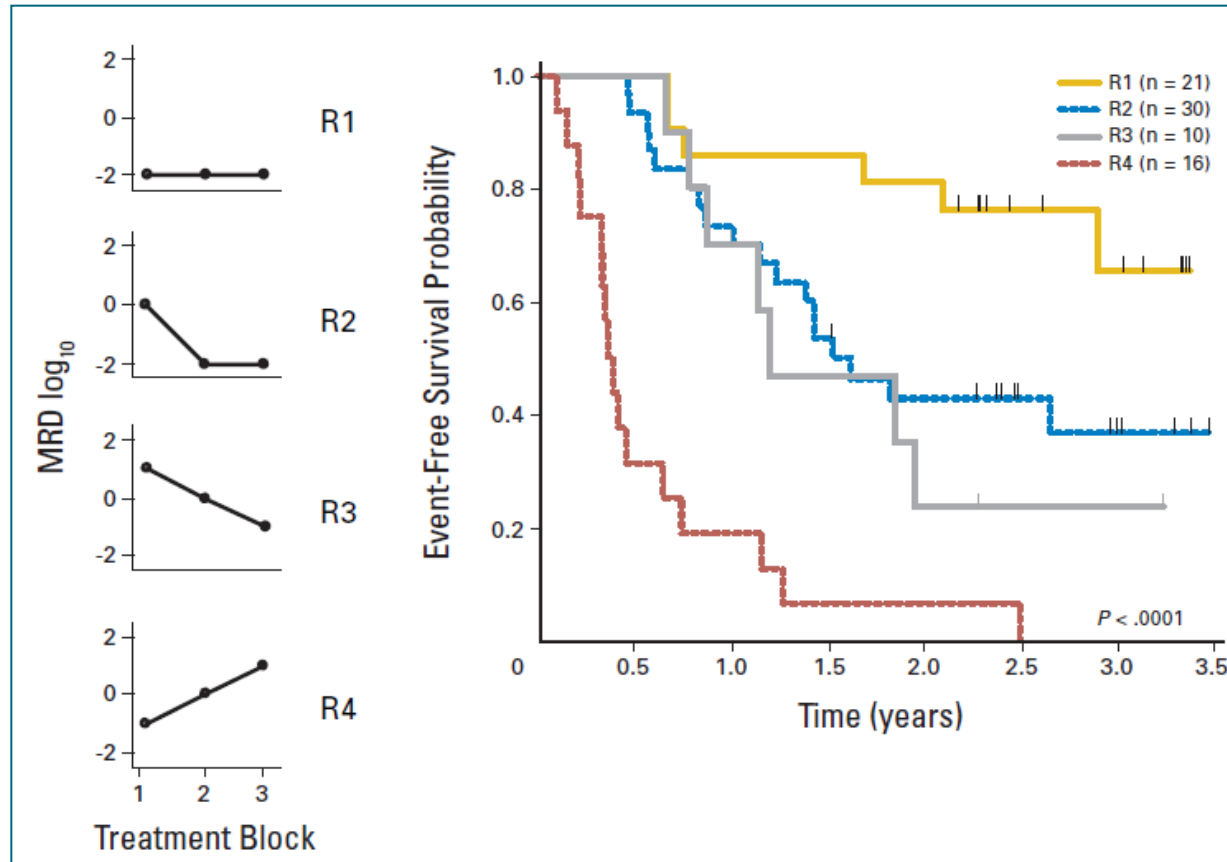 2
0
-2
R1
2
0
-2
R2
2
0
-2
R3
2
0
-2
R4
1 2 3
MRD log10
Treatment Block
Event-Free Survival Probability
1.0
0.8
0.6
0.4
0.2
0 0.5 1.0 1.5 2.0 2.5 3.0 3.5
Time (years)
R1 (n = 21)
R2 (n = 30)
R3 (n = 10)
R4 (n = 16)
P < .0001